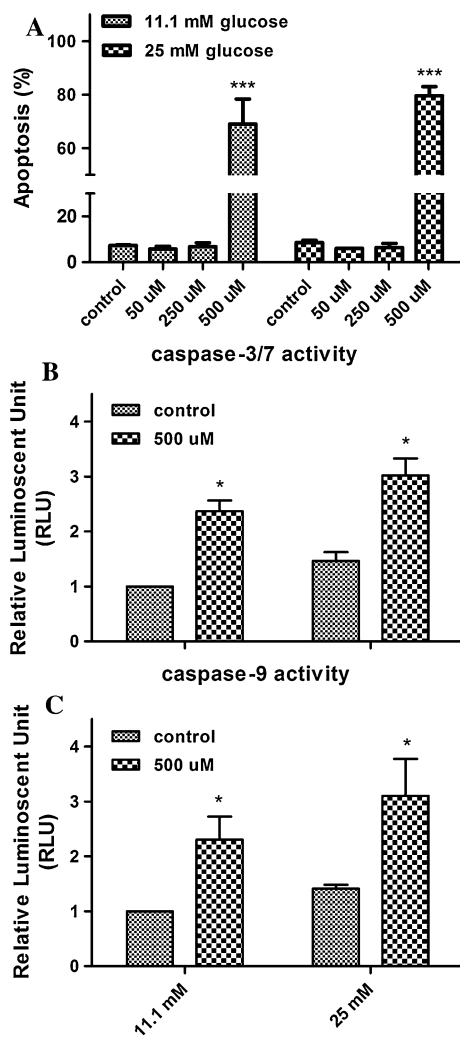 A
11.1 mM glucose
25 mM glucose
Apoptosis (%)
100
80
60
20
0
***
***
control
50 uM
250 uM
500 uM
control
50 uM
250 uM
500 uM
caspase-3/7 activity
B
control
500 uM
Relative Luminoscent Unit
(RLU)
4
3
2
1
0
*
*
caspase-9 activity
C
control
500 uM
Relative Luminoscent Unit
(RLU)
4
3
2
1
0
*
*
11.1 mM
25 mM